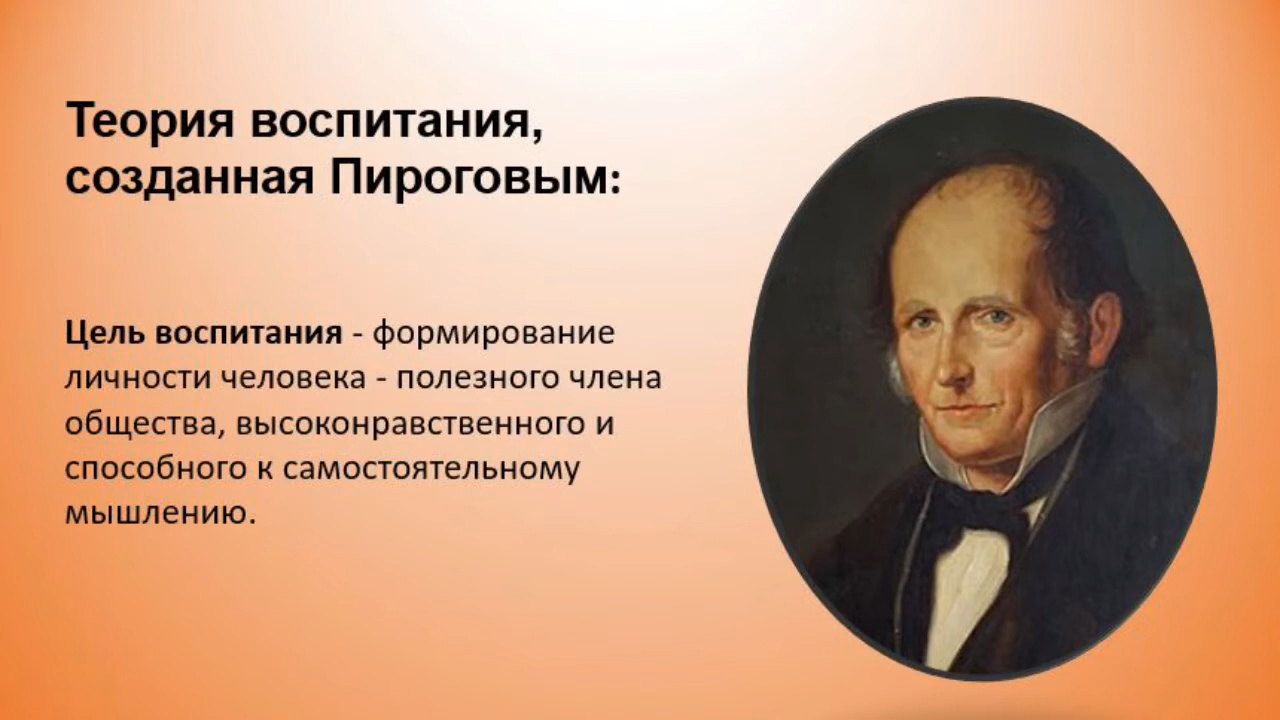 Теория воспитания,
созданная Пироговым:
Цель воспитания - формирование
личности человека - полезного члена
общества, высоконравственного и
способного к самостоятельному
мышлению.